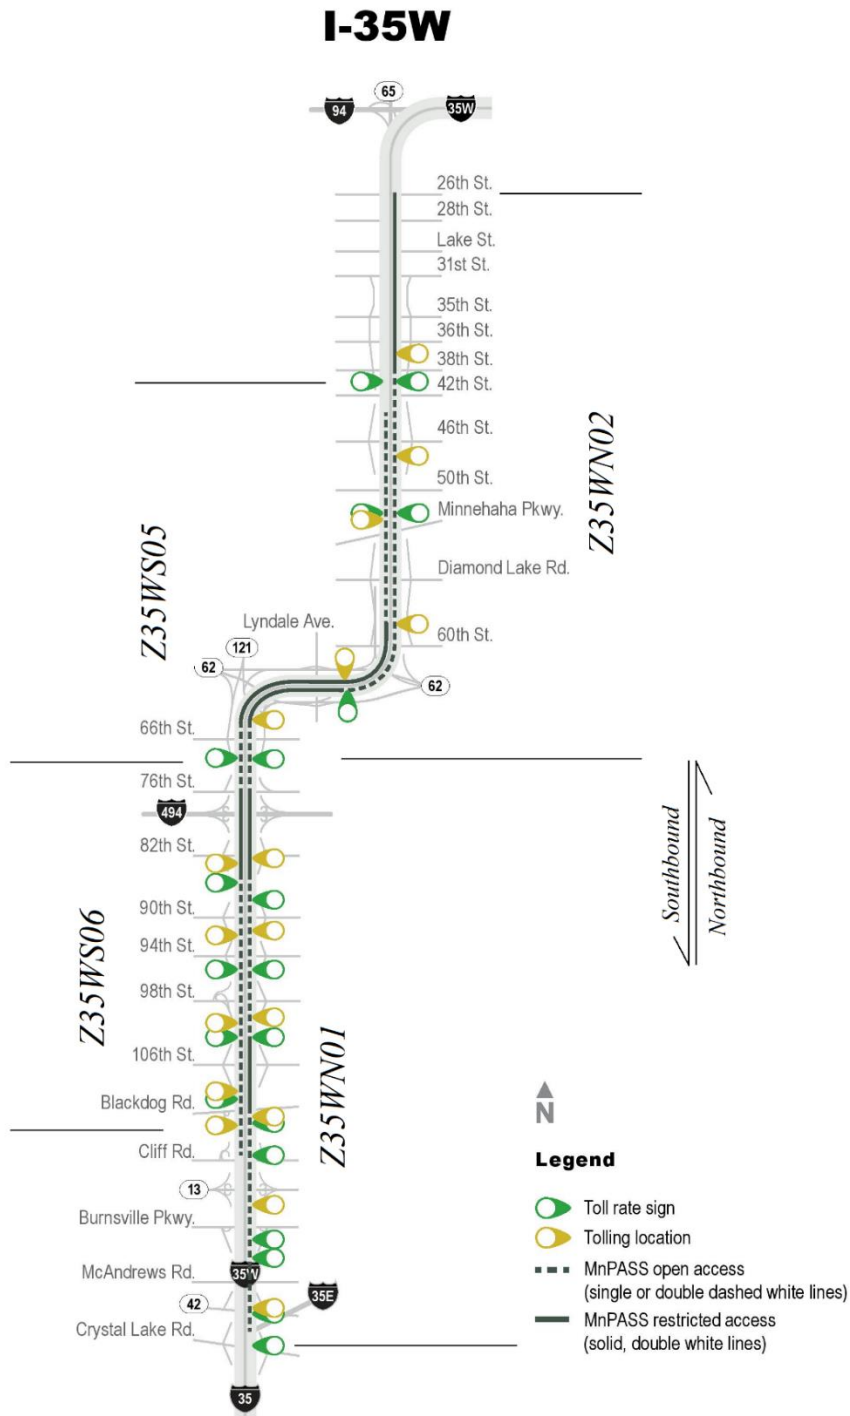 I-35W
65
94
35W
26th St.
28th St.
Lake St.
31st St.
35th St.
36th St.
38th St.
42th St.
46th St.
50th St.
Minnehaha Pkwy.
Diamond Lake Rd.
60th St.
Z35WN02
Z35WS05
Lyndale Ave.
121
62
62
66th St.
76th St.
494
82th St.
90th St.
94th St.
98th St.
106th St.
Blackdog Rd.
Cliff Rd.
13
Burnsville Pkwy.
McAndrews Rd.
35W
42
35E
Crystal Lake Rd.
35
Z35WS06
Z35WN01
Southbound
Northbound
N
Legend
Toll rate sign
Tolling location
MnPASS open access
(single or double dashed white lines)
MnPASS restricted access
(solid, double white lines)